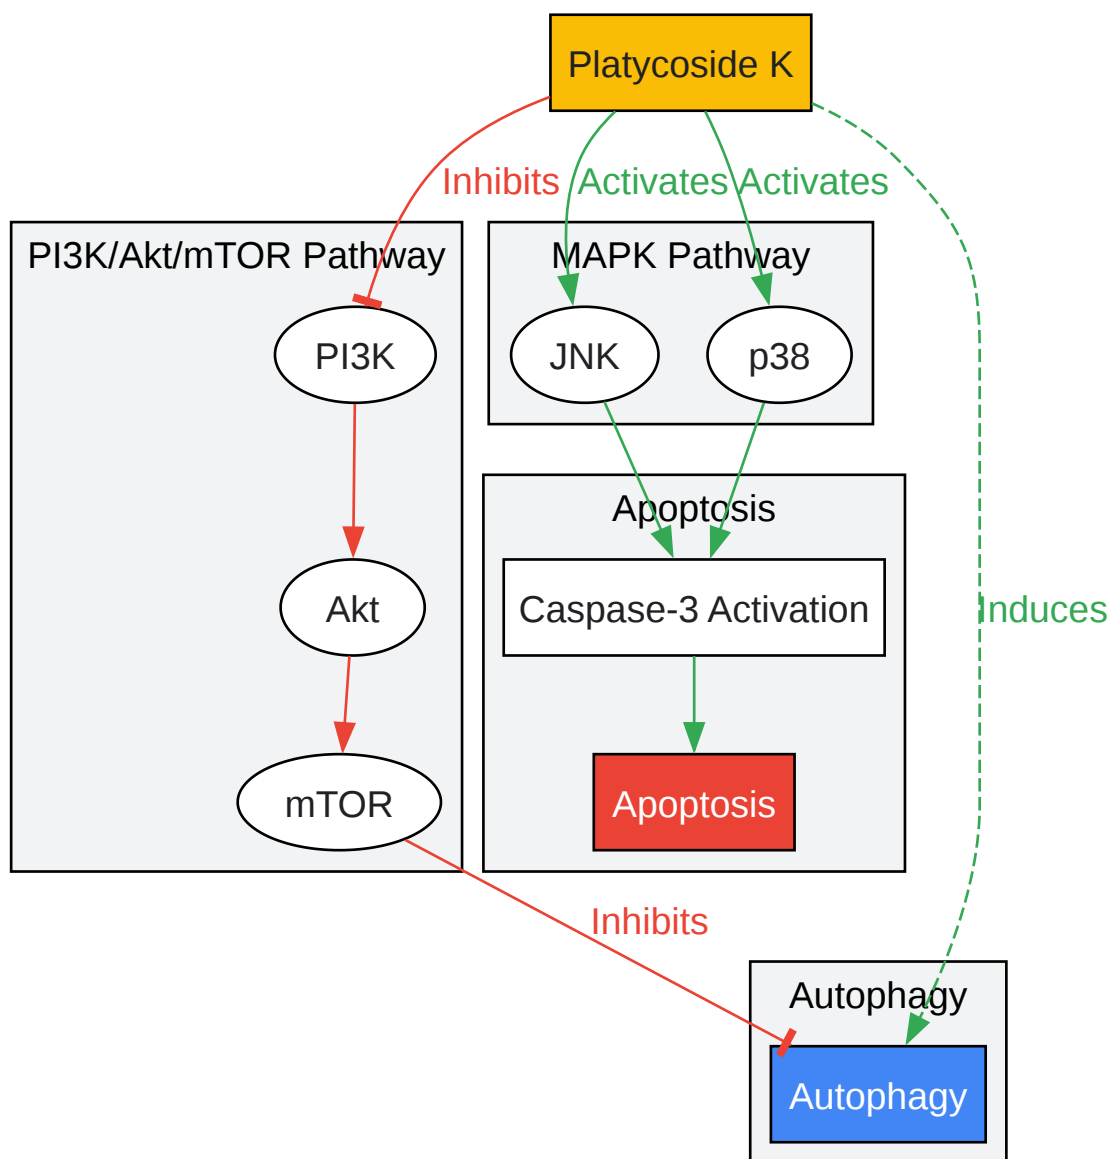 Platycoside K
Inhibits
Activates
Activates
PI3K/Akt/mTOR Pathway
MAPK Pathway
PI3K
JNK
p38
Apoptosis
Akt
Caspase-3 Activation
Induces
mTOR
Apoptosis
Inhibits
Autophagy
Autophagy